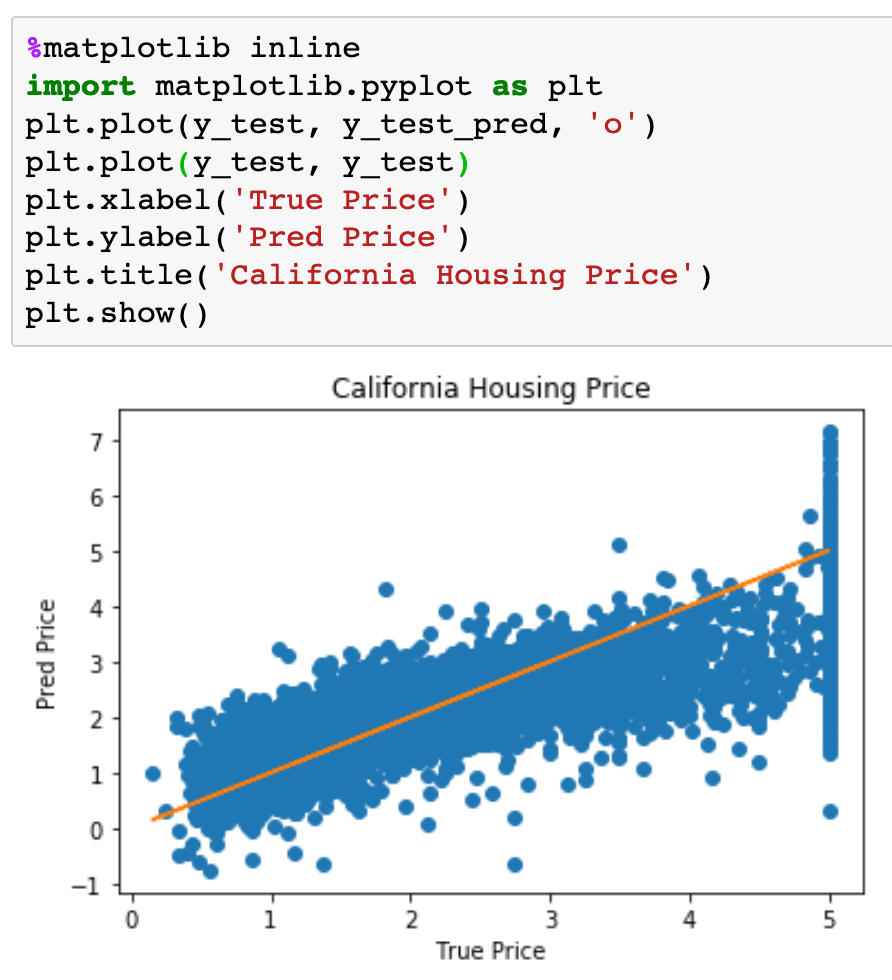 %matplotlib inline
import matplotlib.pyplot as plt
plt.plot(y_test, y_test_pred, 'o')
plt.plot(y_test, y_test)
plt.xlabel('True Price')
plt.ylabel('Pred Price')
plt.title('California Housing Price')
plt.show()
California Housing Price
7
6
5
4
3
2
1
0
−1
Pred Price
0 1 2 3 4 5
True Price